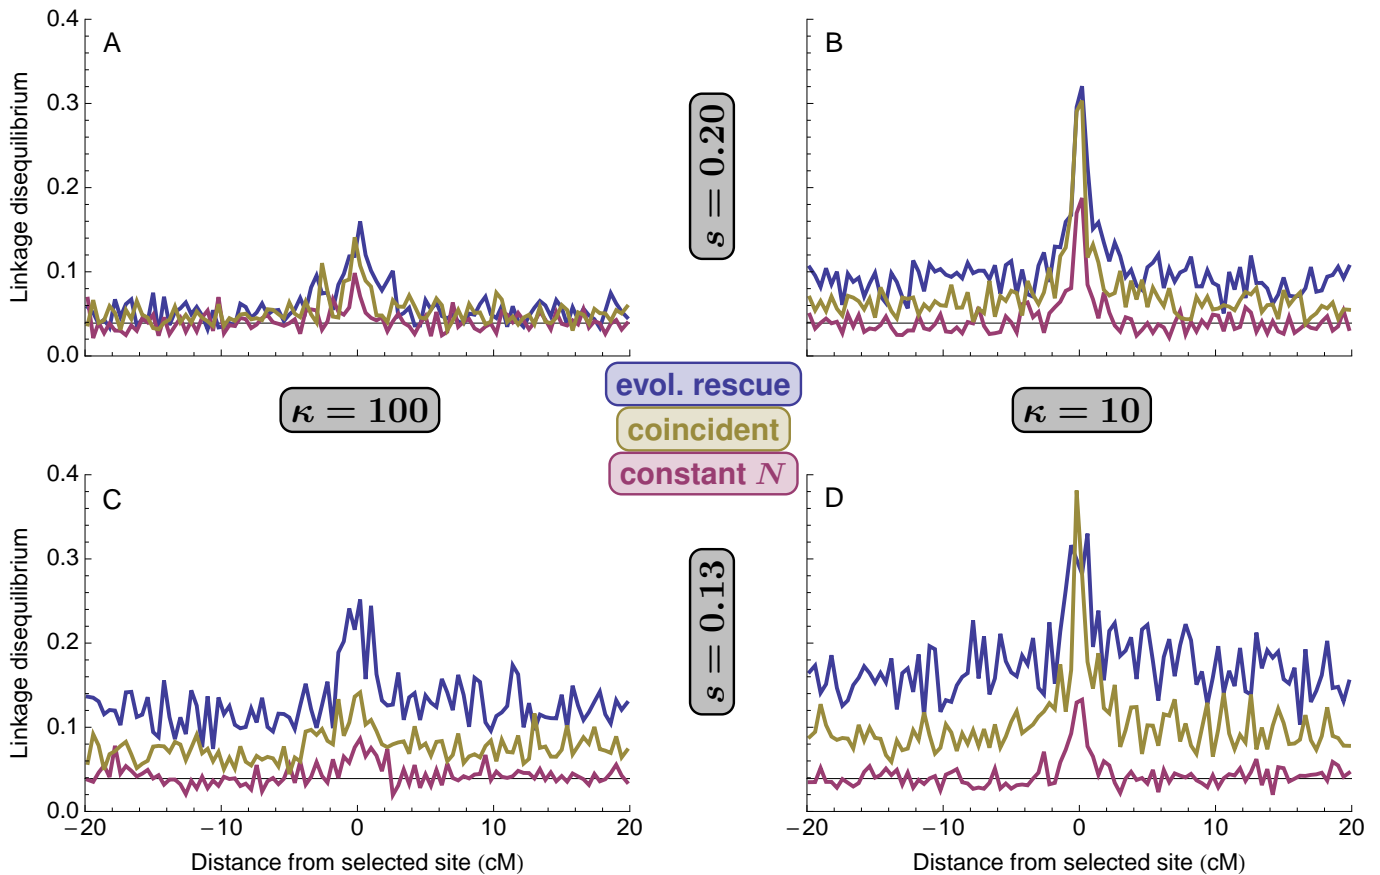 A
B
Linkage disequilibrium
0.4
0.3
0.2
0.1
0.0
s = 0.20
κ = 100
evol. rescue
coincident
constant N
κ = 10
C
D
Linkage disequilibrium
0.4
0.3
0.2
0.1
0.0
s = 0.13
−20 −10 0 10 20
−20 −10 0 10 20
Distance from selected site (cM)
Distance from selected site (cM)